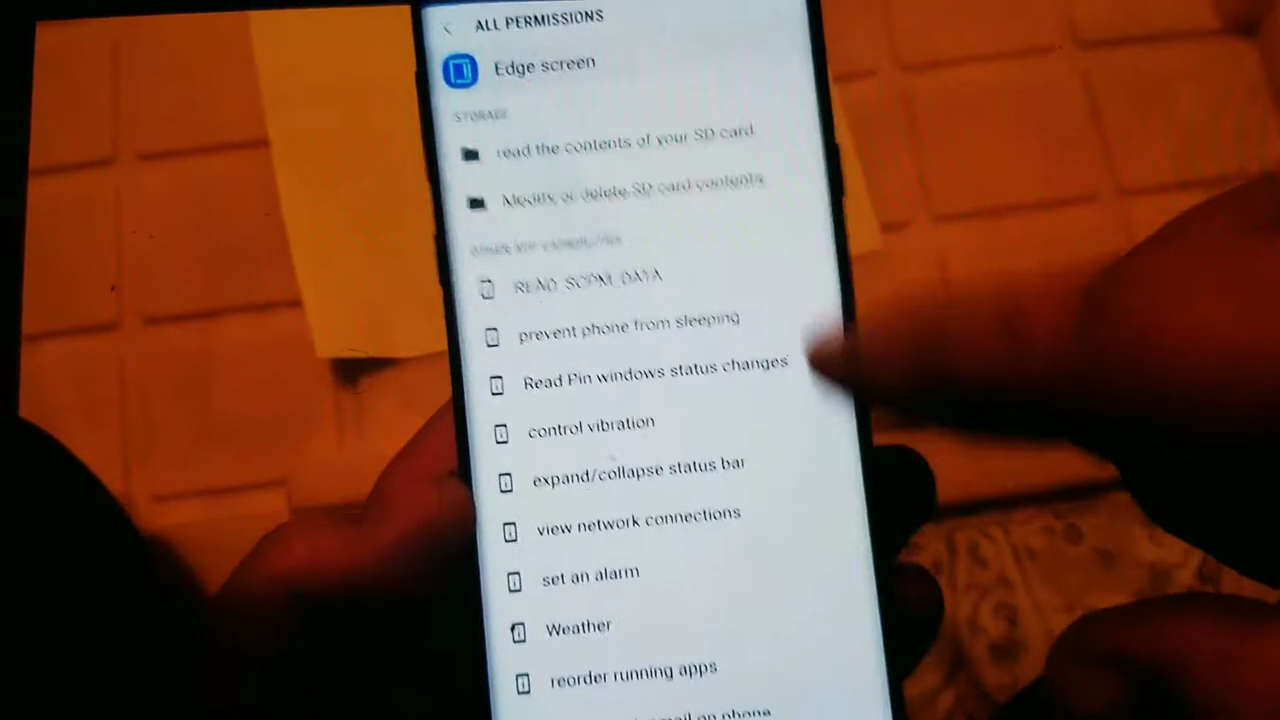 ALL PERMISSIONS
Edge screen
STORAGE
read the contents of your SD card
Modify or delete SD card contents
READ_SCPM_DATA
prevent phone from sleeping
Read Pin windows status changes
control vibration
expand/collapse status bar
view network connections
set an alarm
Weather
reorder running apps
on phone